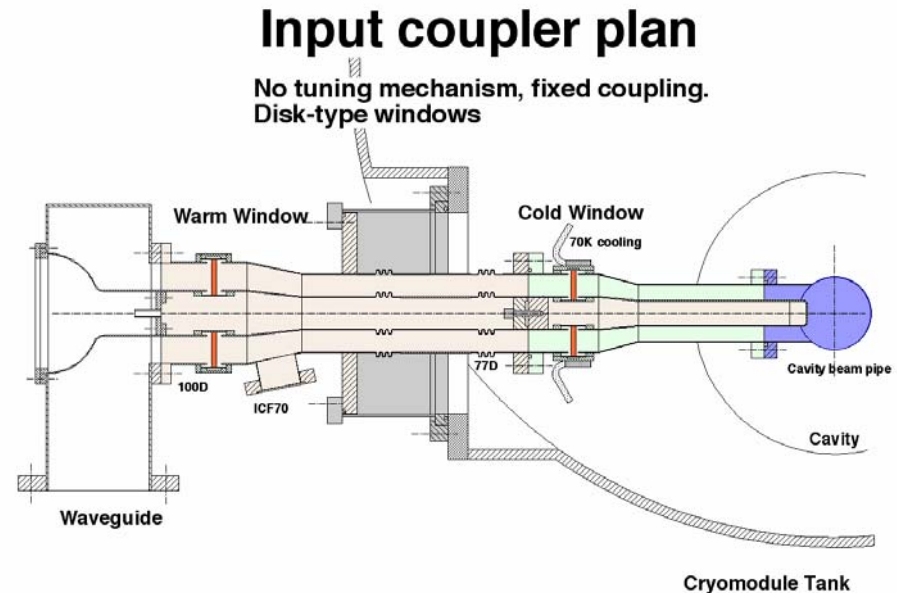 Input coupler plan
No tuning mechanism, fixed coupling.
Disk-type windows
Warm Window
Cold Window
70K cooling
100D
ICF70
77D
Cavity beam pipe
Cavity
Waveguide
Cryomodule Tank